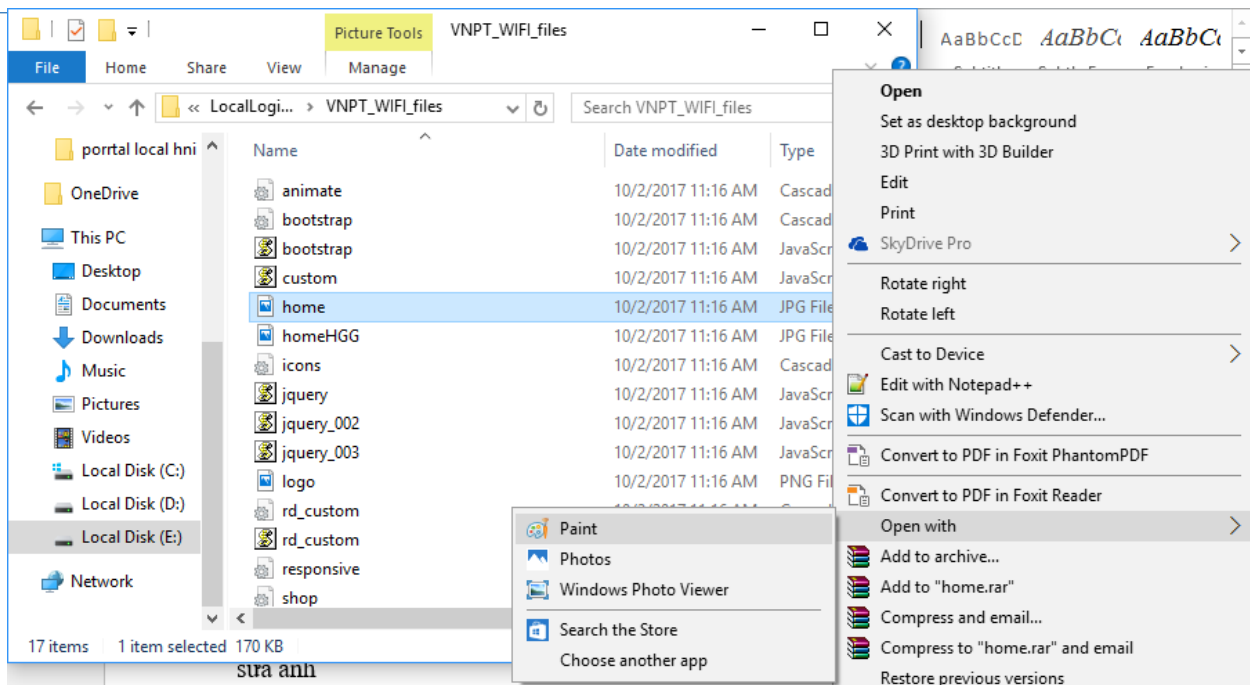 Picture Tools VNPT_WIFI_files
File Home Share View Manage
« LocalLogi... › VNPT_WIFI_files Search VNPT_WIFI_files
Name Date modified Type
porrtal local hni
OneDrive
This PC
Desktop
Documents
Downloads
Music
Pictures
Videos
Local Disk (C:)
Local Disk (D:)
Local Disk (E:)
Network
animate 10/2/2017 11:16 AM Cascad
bootstrap 10/2/2017 11:16 AM Cascad
bootstrap 10/2/2017 11:16 AM JavaScr
custom 10/2/2017 11:16 AM JavaScr
home 10/2/2017 11:16 AM JPG File
homeHGG 10/2/2017 11:16 AM JPG File
icons 10/2/2017 11:16 AM Cascad
jquery 10/2/2017 11:16 AM JavaScr
jquery_002 10/2/2017 11:16 AM JavaScr
jquery_003 10/2/2017 11:16 AM JavaScr
logo 10/2/2017 11:16 AM PNG Fil
rd_custom
rd_custom
responsive
shop
17 items 1 item selected 170 KB
sửa ảnh
AaBbCcD AaBbCc AaBbCc
Open
Set as desktop background
3D Print with 3D Builder
Edit
Print
SkyDrive Pro
Rotate right
Rotate left
Cast to Device
Edit with Notepad++
Scan with Windows Defender...
Convert to PDF in Foxit PhantomPDF
Convert to PDF in Foxit Reader
Open with
Add to archive...
Add to "home.rar"
Compress and email...
Compress to "home.rar" and email
Restore previous versions
Paint
Photos
Windows Photo Viewer
Search the Store
Choose another app